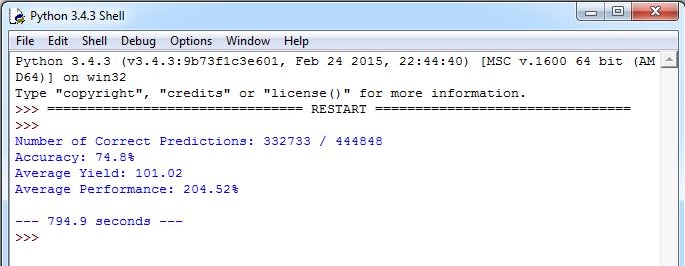 Python 3.4.3 Shell
File Edit Shell Debug Options Window Help
Python 3.4.3 (v3.4.3:9b73f1c3e601, Feb 24 2015, 22:44:40) [MSC v.1600 64 bit (AM
D64)] on win32
Type "copyright", "credits" or "license()" for more information.
>>> ================================ RESTART ================================
>>>
Number of Correct Predictions: 332733 / 444848
Accuracy: 74.8%
Average Yield: 101.02
Average Performance: 204.52%
--- 794.9 seconds ---
>>>